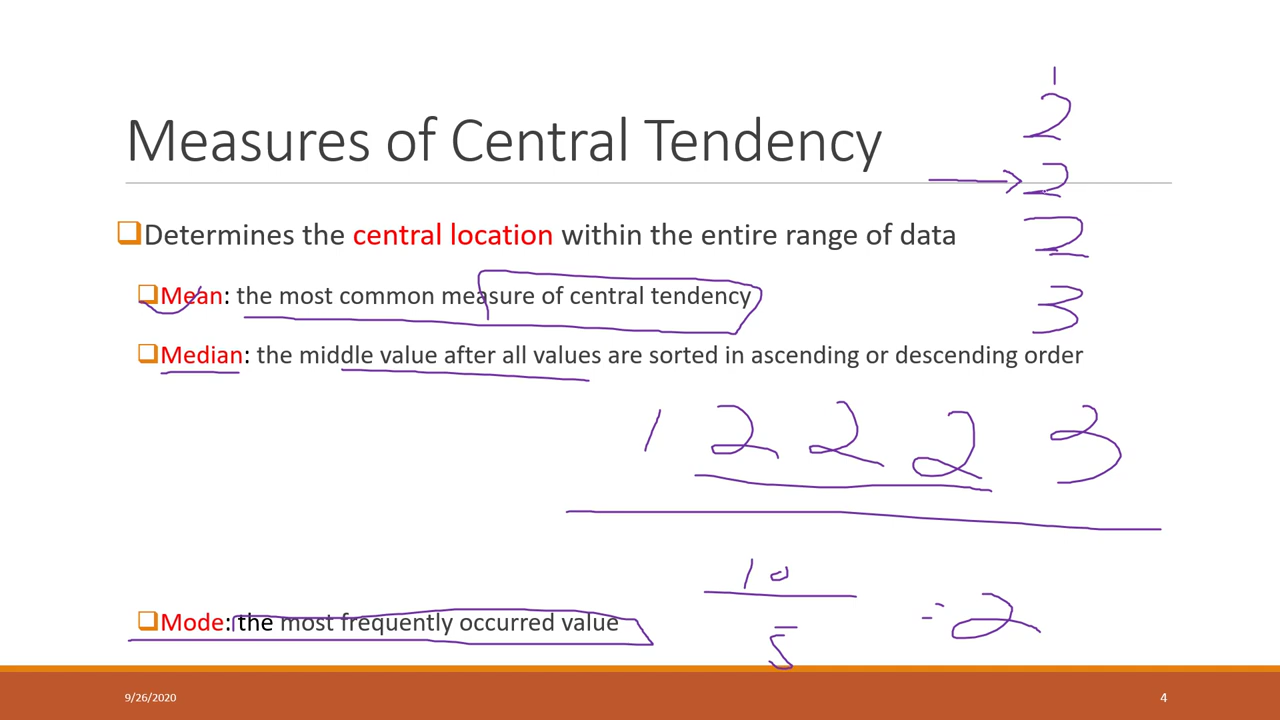 1
2
Measures of Central Tendency
2
2
Determines the central location within the entire range of data
Mean: the most common measure of central tendency
3
Median: the middle value after all values are sorted in ascending or descending order
1 2 2 2 3
10
5
= 2
Mode: the most frequently occurred value
9/26/2020
4